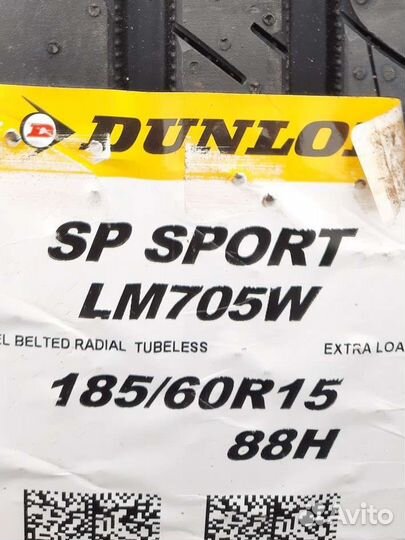 DUNLO
SP SPORT
LM705W
EL BELTED RADIAL TUBELESS EXTRA LOA
185/60R15
88H
Avito